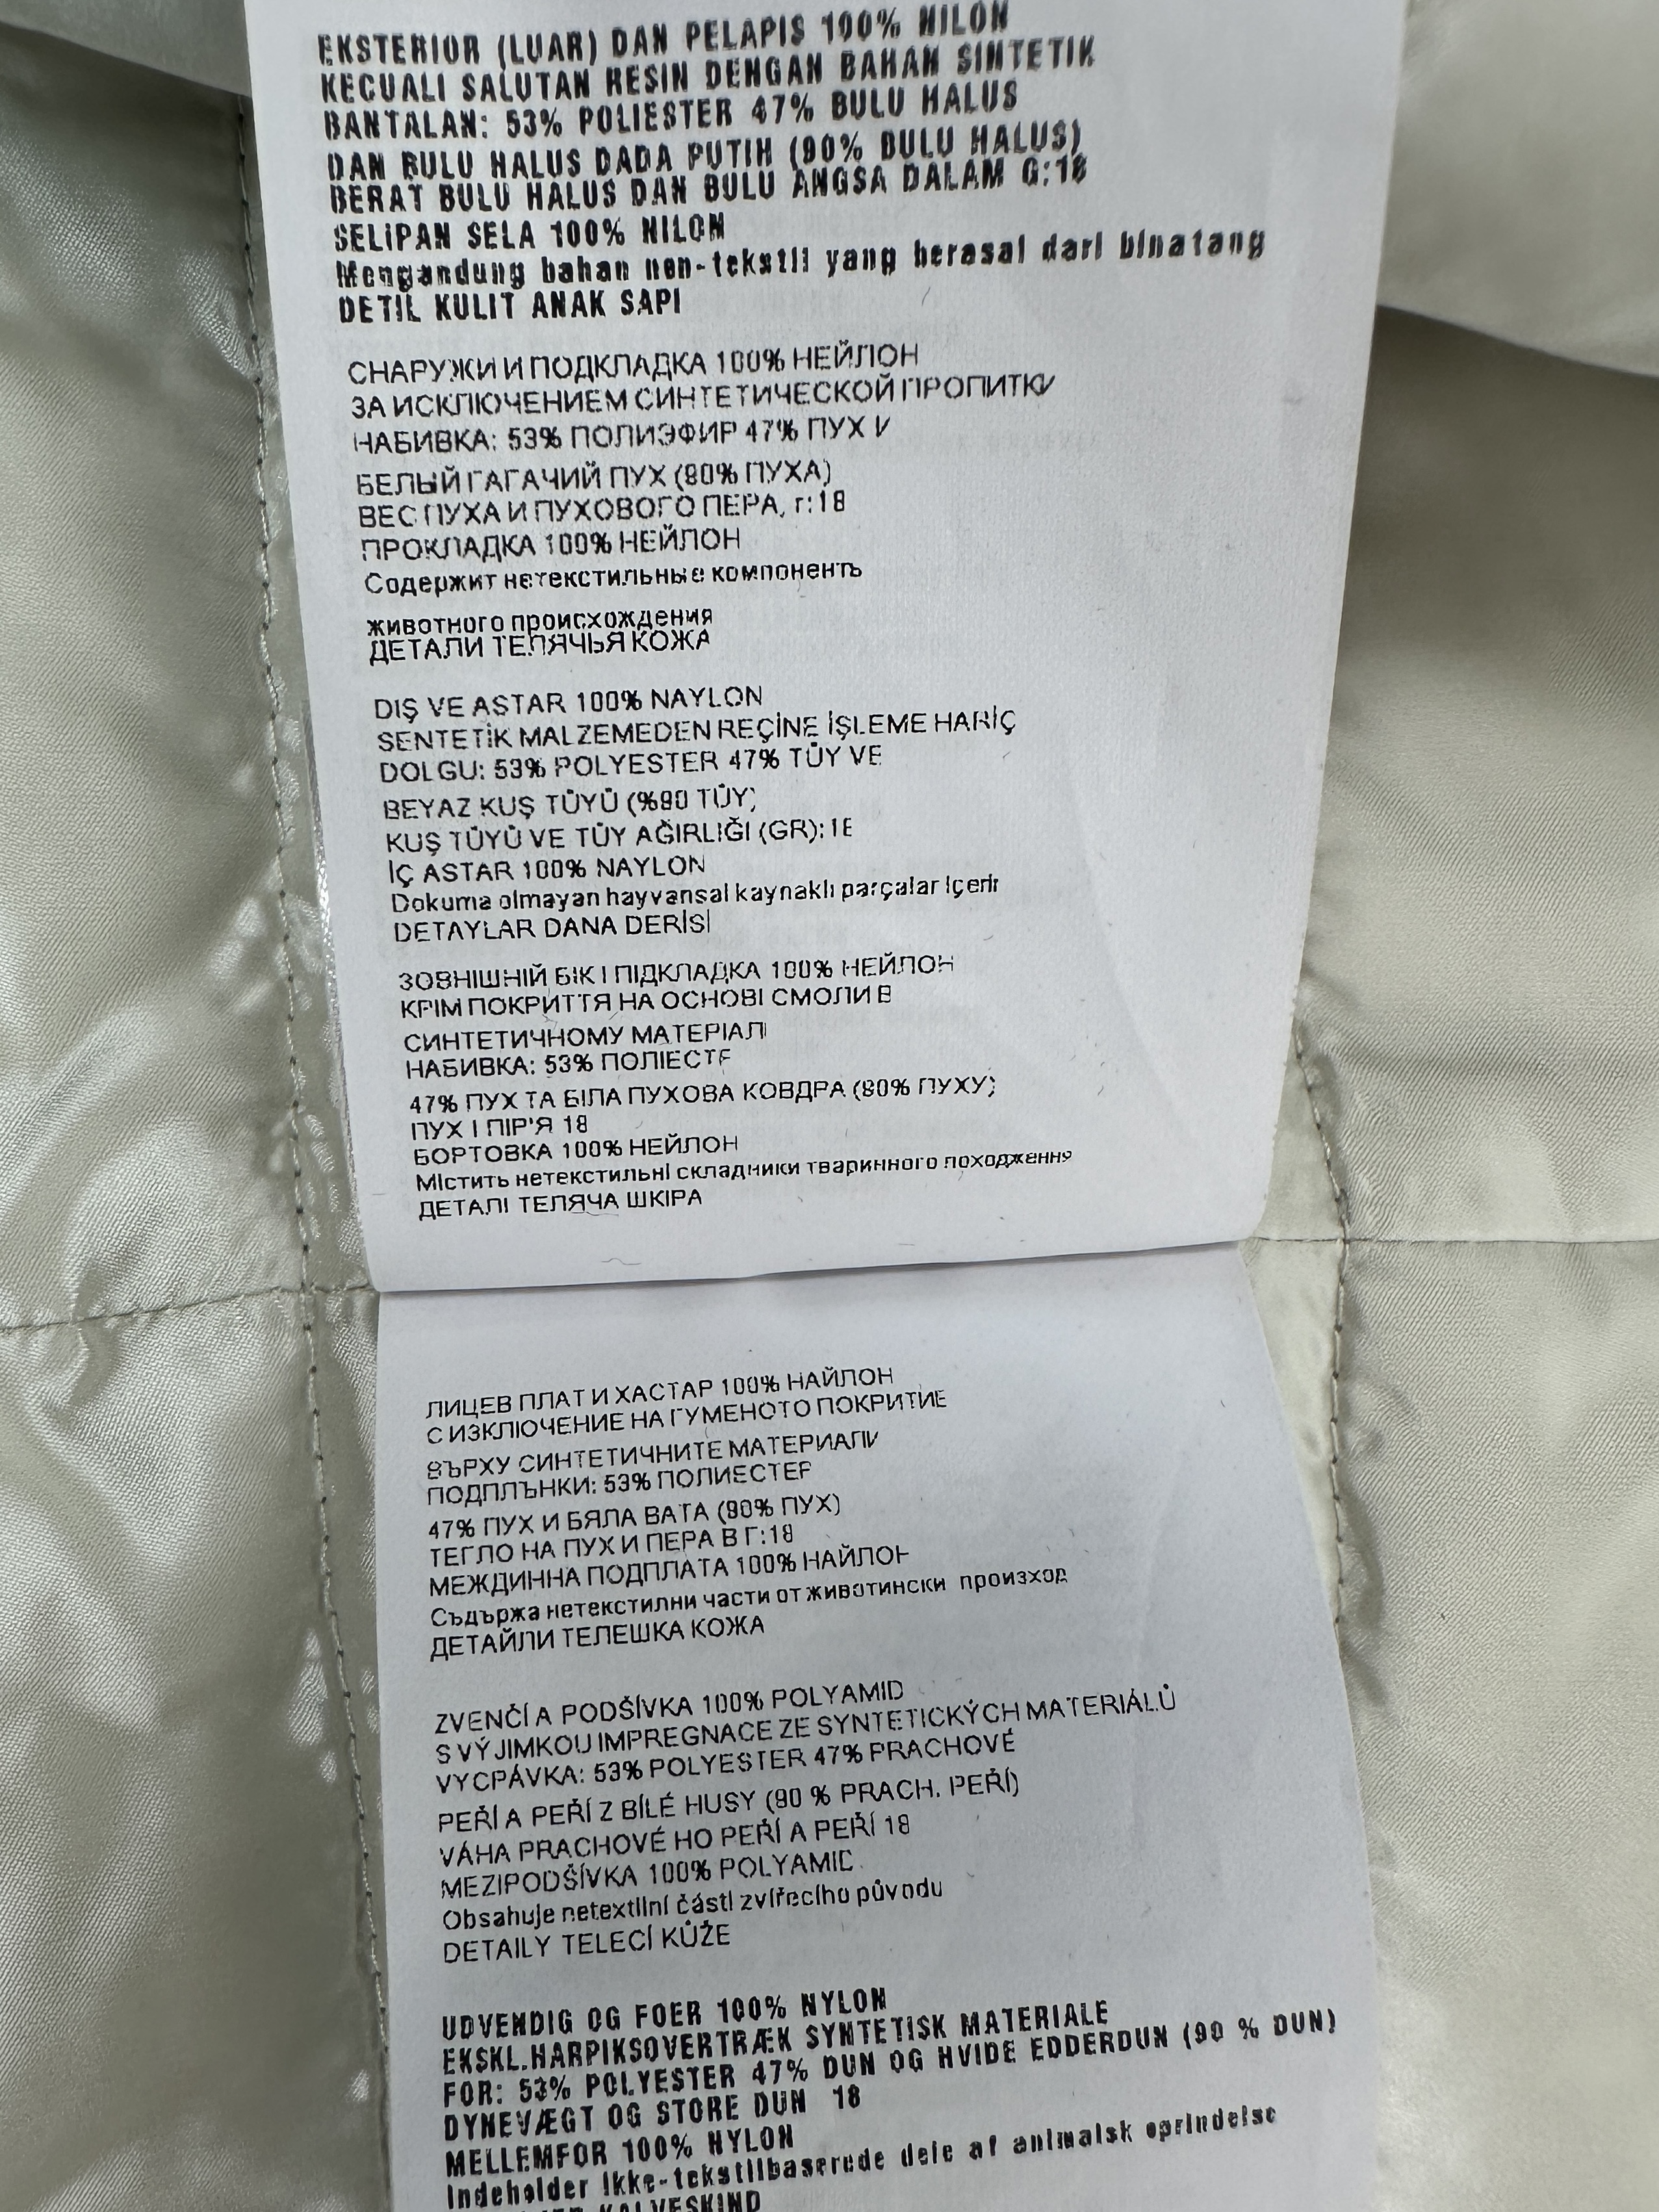 EKSTERIOR (LUAR) DAN PELAPIS 100% NILON
KECUALI SALUTAN RESIN DENGAN BAHAN SINTETIK
BANTALAN: 53% POLIESTER 47% BULU HALUS
DAN BULU HALUS DADA PUTIH (90% BULU HALUS)
BERAT BULU HALUS DAN BULU ANGSA DALAM G:18
SELIPAN SELA 100% NILON
Mengandung bahan non-tekstil yang berasal dari binatang
DETIL KULIT ANAK SAPI
СНАРУЖИ И ПОДКЛАДКА 100% НЕЙЛОН
ЗА ИСКЛЮЧЕНИЕМ СИНТЕТИЧЕСКОЙ ПРОПИТКИ
НАБИВКА: 53% ПОЛИЭФИР 47% ПУХ И
БЕЛЫЙ ГАГАЧИЙ ПУХ (90% ПУХА)
ВЕС ПУХА И ПУХОВОГО ПЕРА, г:18
ПРОКЛАДКА 100% НЕЙЛОН
Содержит нетекстильные компоненты
животного происхождения
ДЕТАЛИ ТЕЛЯЧЬЯ КОЖА
DIŞ VE ASTAR 100% NAYLON
SENTETİK MALZEMEDEN REÇİNE İŞLEME HARİÇ
DOLGU: 53% POLYESTER 47% TÜY VE
BEYAZ KUŞ TÜYÜ (%90 TÜY)
KUŞ TÜYÜ VE TÜY AĞIRLIĞI (GR):18
İÇ ASTAR 100% NAYLON
Dokuma olmayan hayvansal kaynaklı parçalar içerir
DETAYLAR DANA DERİSİ
ЗОВНІШНІЙ БІК І ПІДКЛАДКА 100% НЕЙЛОН
КРІМ ПОКРИТТЯ НА ОСНОВІ СМОЛИ В
СИНТЕТИЧНОМУ МАТЕРІАЛІ
НАБИВКА: 53% ПОЛІЕСТР
47% ПУХ ТА БІЛА ПУХОВА КОВДРА (90% ПУХУ)
ПУХ І ПІР'Я 18
БОРТОВКА 100% НЕЙЛОН
Містить нетекстильні складники тваринного походження
ДЕТАЛІ ТЕЛЯЧА ШКІРА
ЛИЦЕВ ПЛАТ И ХАСТАР 100% НАЙЛОН
С ИЗКЛЮЧЕНИЕ НА ГУМЕНОТО ПОКРИТИЕ
ВЪРХУ СИНТЕТИЧНИТЕ МАТЕРИАЛИ
ПОДПЛЪНКИ: 53% ПОЛИЕСТЕР
47% ПУХ И БЯЛА ВАТА (90% ПУХ)
ТЕГЛО НА ПУХ И ПЕРА В Г:18
МЕЖДИННА ПОДПЛАТА 100% НАЙЛОН
Съдържа нетекстилни части от животински произход
ДЕТАЙЛИ ТЕЛЕШКА КОЖА
ZVENČÍ A PODŠÍVKA 100% POLYAMID
S VÝJIMKOU IMPREGNACE ZE SYNTETICKÝCH MATERIÁLŮ
VYCPÁVKA: 53% POLYESTER 47% PRACHOVÉ
PEŘÍ A PEŘÍ Z BÍLÉ HUSY (90 % PRACH. PEŘÍ)
VÁHA PRACHOVÉ HO PEŘÍ A PEŘÍ 18
MEZIPODŠÍVKA 100% POLYAMID
Obsahuje netextilní části zvířecího původu
DETAILY TELECÍ KŮŽE
UDVENDIG OG FOER 100% NYLON
EKSKL.HARPIKSOVERTRÆK SYNTETISK MATERIALE
FOR: 53% POLYESTER 47% DUN OG HVIDE EDDERDUN (90 % DUN)
DYNEVÆGT OG STORE DUN 18
MELLEMFOR 100% NYLON
Indeholder ikke-tekstilbaserede dele af animalsk oprindelse
KALVESKIND